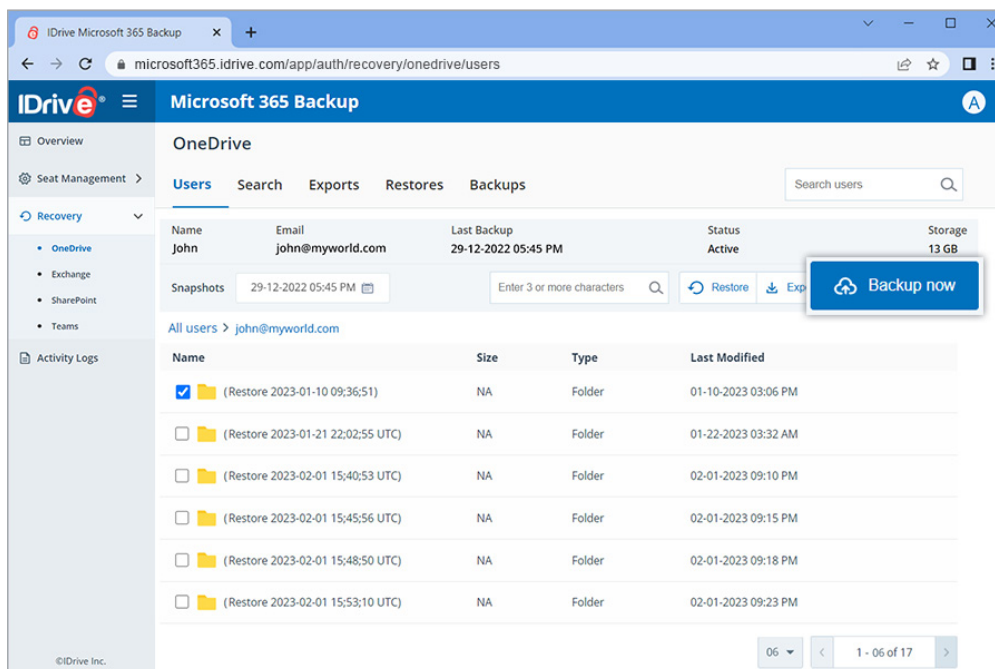 IDrive Microsoft 365 Backup
microsoft365.idrive.com/app/auth/recovery/onedrive/users
IDrive®
Microsoft 365 Backup
A
Overview
Seat Management
Recovery
OneDrive
Exchange
SharePoint
Teams
Activity Logs
©IDrive Inc.
OneDrive
Users Search Exports Restores Backups
Search users
Name Email Last Backup Status Storage
John john@myworld.com 29-12-2022 05:45 PM Active 13 GB
Snapshots 29-12-2022 05:45 PM Enter 3 or more characters Restore Exp Backup now
All users > john@myworld.com
Name Size Type Last Modified
(Restore 2023-01-10 09;36;51) NA Folder 01-10-2023 03:06 PM
(Restore 2023-01-21 22;02;55 UTC) NA Folder 01-22-2023 03:32 AM
(Restore 2023-02-01 15;40;53 UTC) NA Folder 02-01-2023 09:10 PM
(Restore 2023-02-01 15;45;56 UTC) NA Folder 02-01-2023 09:15 PM
(Restore 2023-02-01 15;48;50 UTC) NA Folder 02-01-2023 09:18 PM
(Restore 2023-02-01 15;53;10 UTC) NA Folder 02-01-2023 09:23 PM
06 1 - 06 of 17